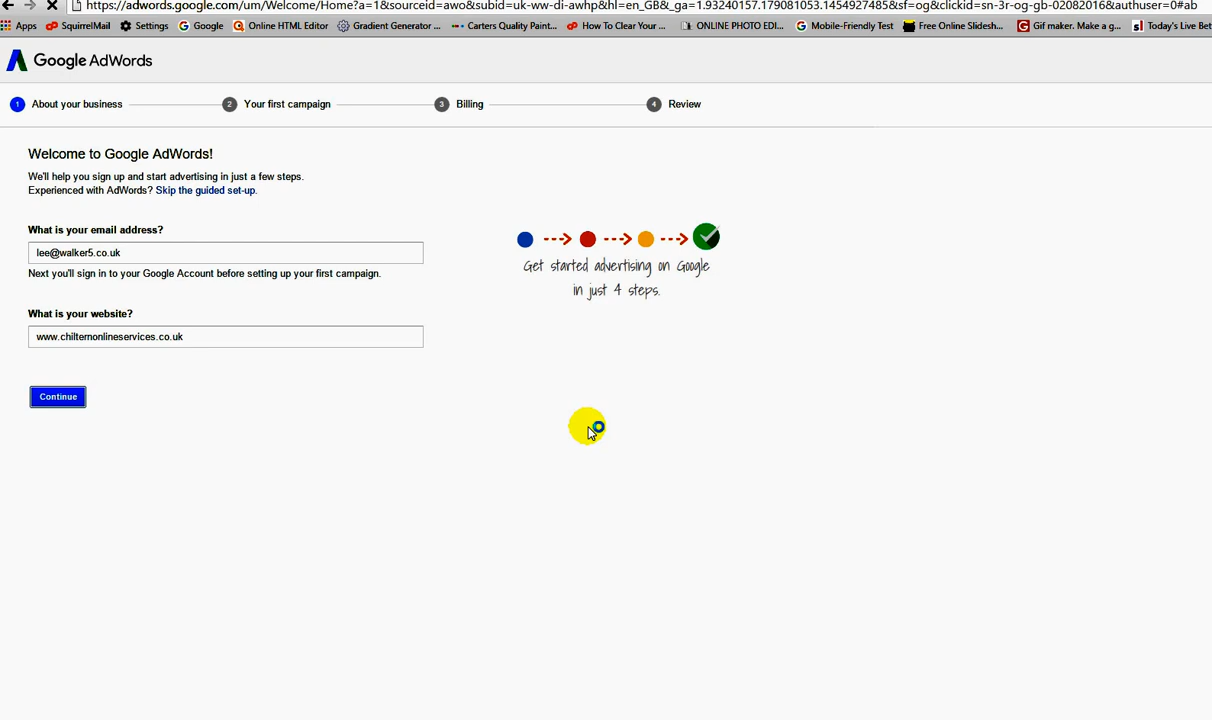 https://adwords.google.com/um/Welcome/Home?a=1&sourceid=awo&subid=uk-ww-di-awhp&hl=en_GB&_ga=1.93240157.179081053.1454927485&sf=og&clickid=sn-3r-og-gb-02082016&authuser=0#ab
Apps SquirrelMail Settings Google Online HTML Editor Gradient Generator ... Carters Quality Paint... How To Clear Your ... ONLINE PHOTO EDI... Mobile-Friendly Test Free Online Slidesh... Gif maker. Make a g... Today's Live Bet
Google AdWords
1 About your business 2 Your first campaign 3 Billing 4 Review
Welcome to Google AdWords!
We'll help you sign up and start advertising in just a few steps.
Experienced with AdWords? Skip the guided set-up.
What is your email address?
lee@walker5.co.uk
Next you'll sign in to your Google Account before setting up your first campaign.
What is your website?
www.chilternonlineservices.co.uk
Continue
Get started advertising on Google
in just 4 steps.